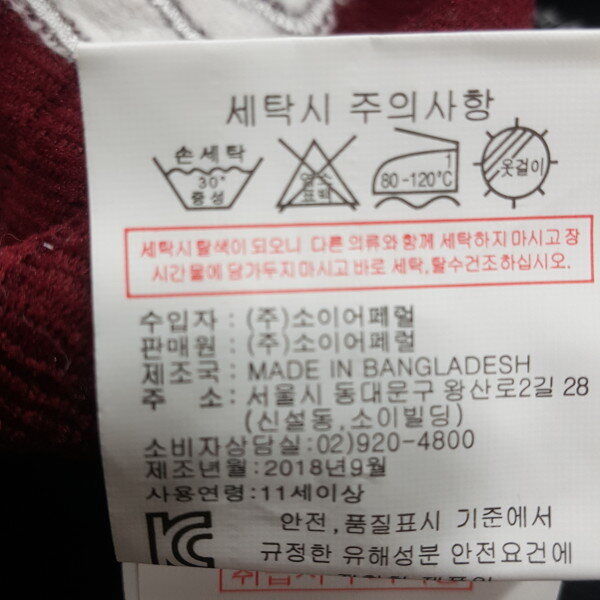 세탁시 주의사항
손세탁
30°
중성
염소
표백
1
80-120°C
옷걸이
세탁시 탈색이 되오니 다른 의류와 함께 세탁하지 마시고 장
시간 물에 담가두지 마시고 바로 세탁,탈수건조하십시오.
수입자 : (주)소이어페럴
판매원 : (주)소이어페럴
제조국 : MADE IN BANGLADESH
주 소 : 서울시 동대문구 왕산로2길 28
(신설동,소이빌딩)
소비자상담실:02)920-4800
제조년월:2018년9월
사용연령:11세이상
안전,품질표시 기준에서
규정한 유해성분 안전요건에